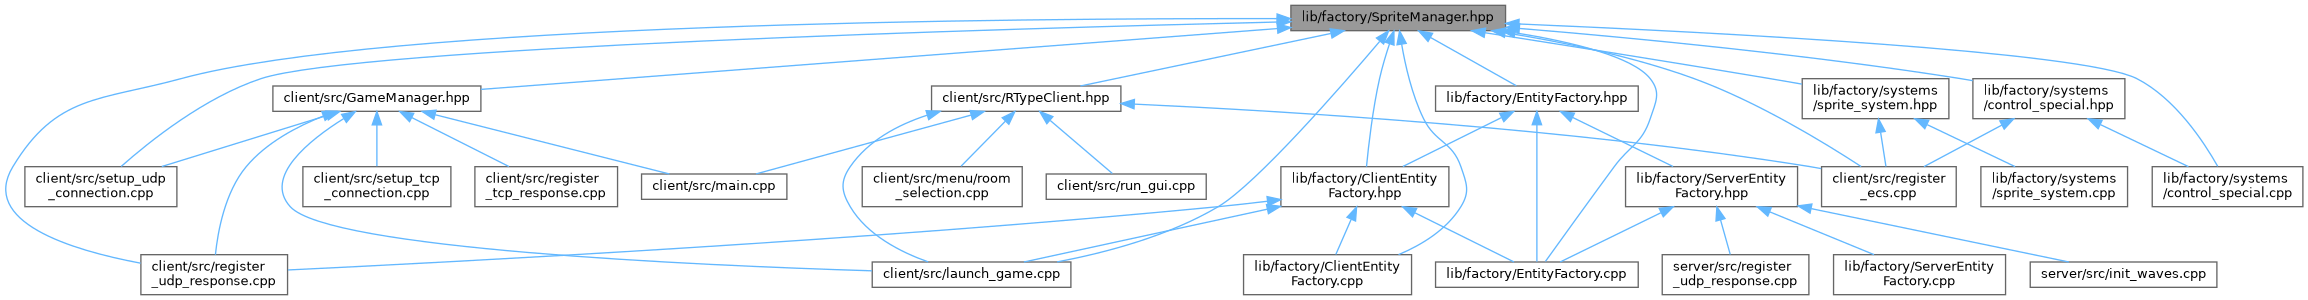 lib/factory/SpriteManager.hpp
client/src/GameManager.hpp
client/src/RTypeClient.hpp
lib/factory/EntityFactory.hpp
lib/factory/systems
/sprite_system.hpp
lib/factory/systems
/control_special.hpp
client/src/setup_udp
_connection.cpp
client/src/setup_tcp
_connection.cpp
client/src/register
_tcp_response.cpp
client/src/main.cpp
client/src/menu/room
_selection.cpp
client/src/run_gui.cpp
lib/factory/ClientEntity
Factory.hpp
lib/factory/ServerEntity
Factory.hpp
client/src/register
_ecs.cpp
lib/factory/systems
/sprite_system.cpp
lib/factory/systems
/control_special.cpp
client/src/register
_udp_response.cpp
client/src/launch_game.cpp
lib/factory/ClientEntity
Factory.cpp
lib/factory/EntityFactory.cpp
server/src/register
_udp_response.cpp
lib/factory/ServerEntity
Factory.cpp
server/src/init_waves.cpp